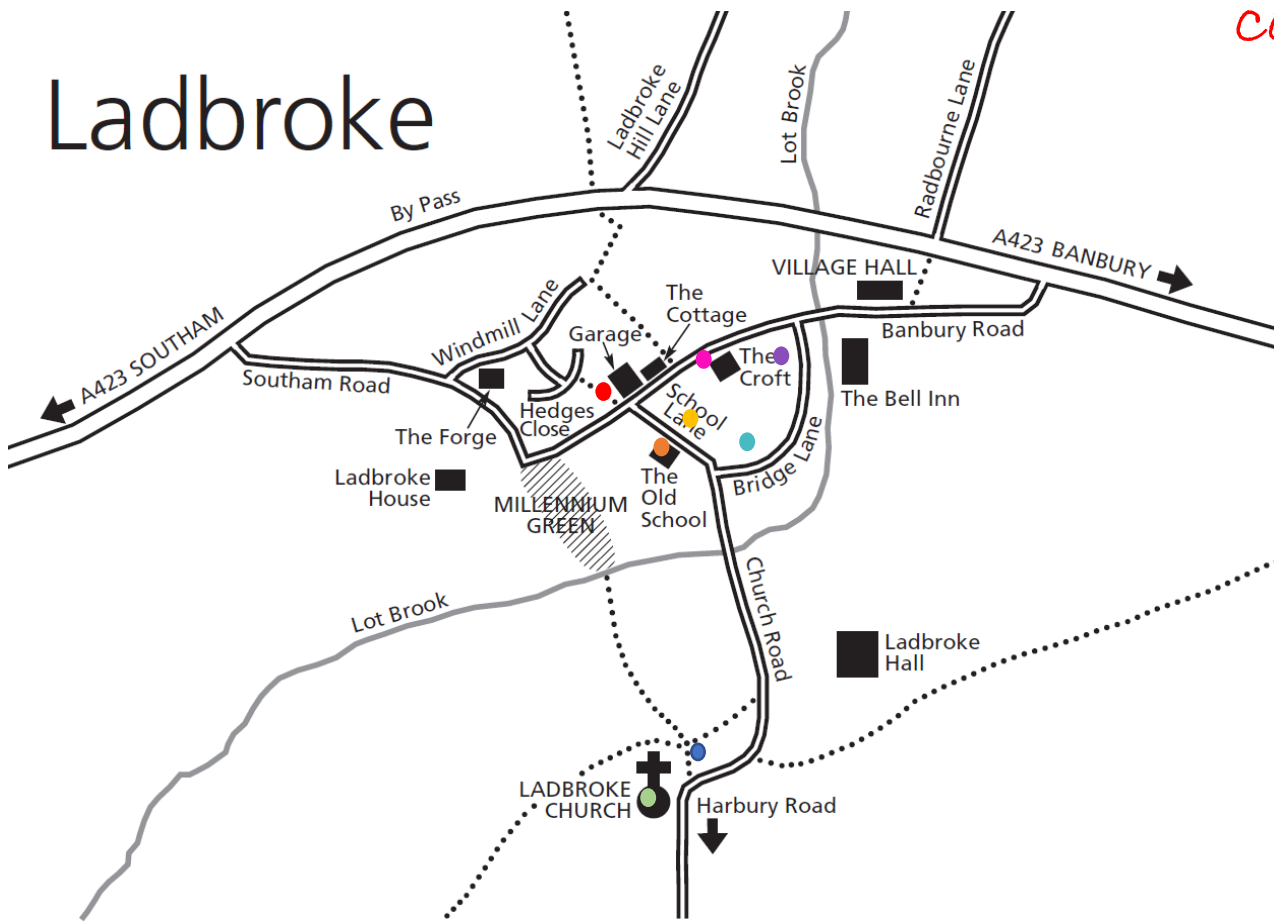 Ladbroke
Ladbroke
Hill Lane
Lot Brook
Radbourne Lane
By Pass
A423 BANBURY
VILLAGE HALL
Banbury Road
The
Cottage
Garage
Windmill Lane
A423 SOUTHAM
Southam Road
The Forge
Hedges
Close
School
Lane
The
Croft
The Bell Inn
Bridge Lane
Ladbroke
House
MILLENNIUM
GREEN
The
Old
School
Lot Brook
Church Road
Ladbroke
Hall
LADBROKE
CHURCH
Harbury Road